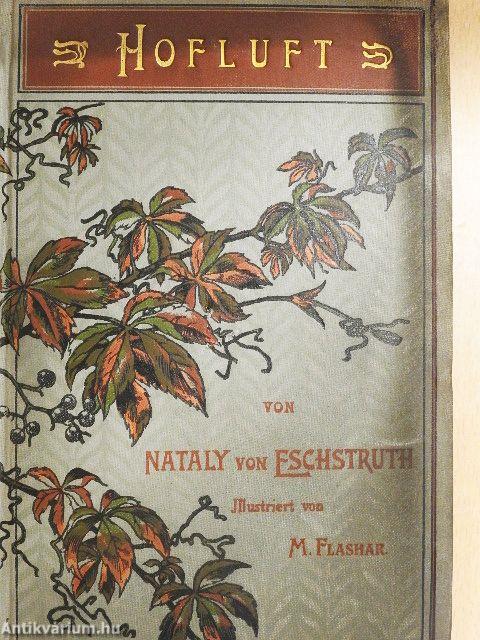 HOFLUFT
VON
NATALY VON ESCHSTRUTH
Illustriert von
M. FLASHAR.
Antikvarium.hu